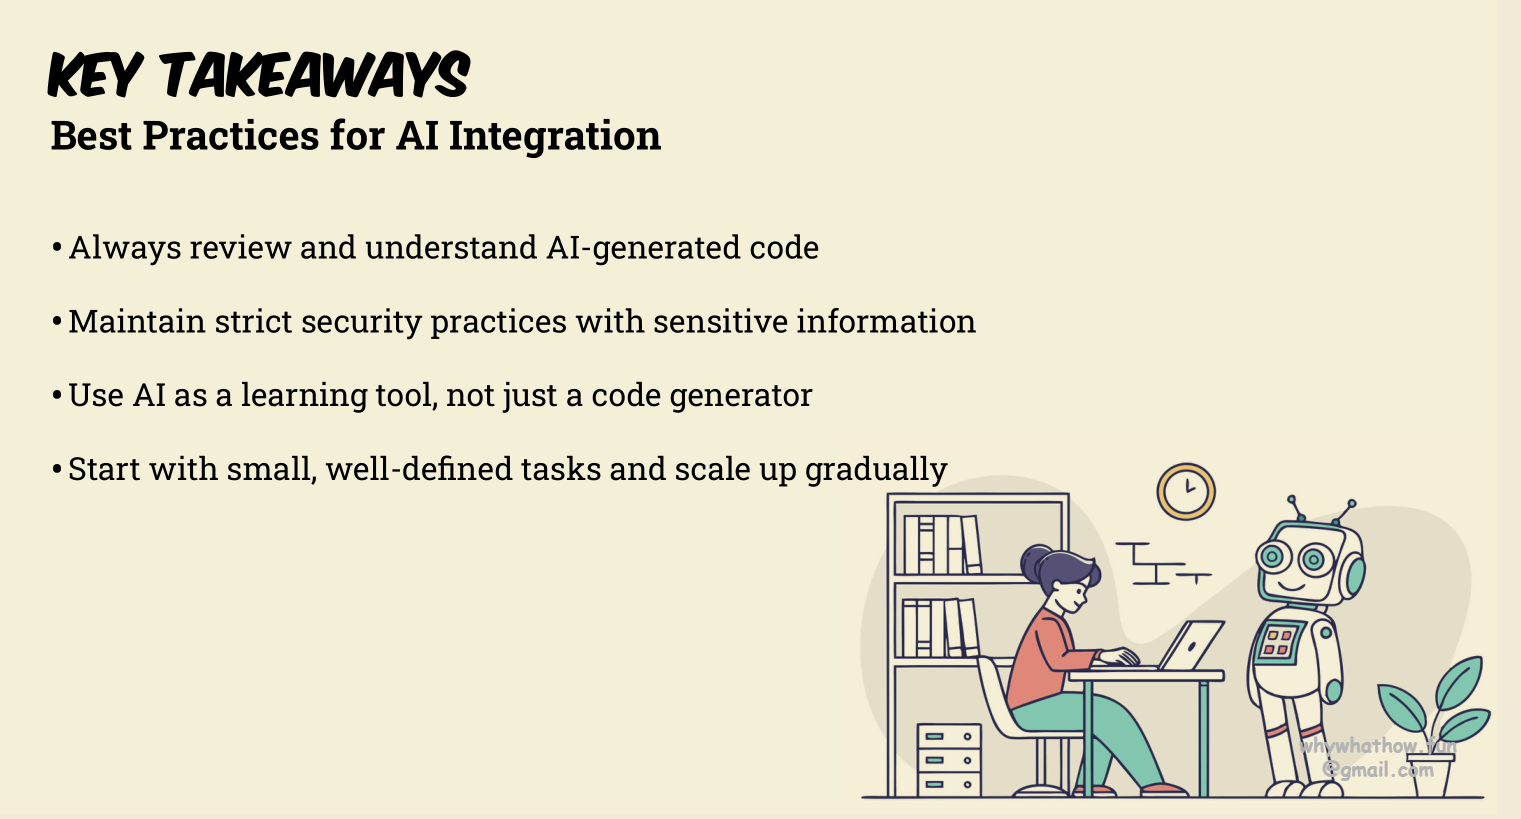 KEY TAKEAWAYS
Best Practices for AI Integration
• Always review and understand AI-generated code
• Maintain strict security practices with sensitive information
• Use AI as a learning tool, not just a code generator
• Start with small, well-defined tasks and scale up gradually
whywhathow.fun
@gmail.com